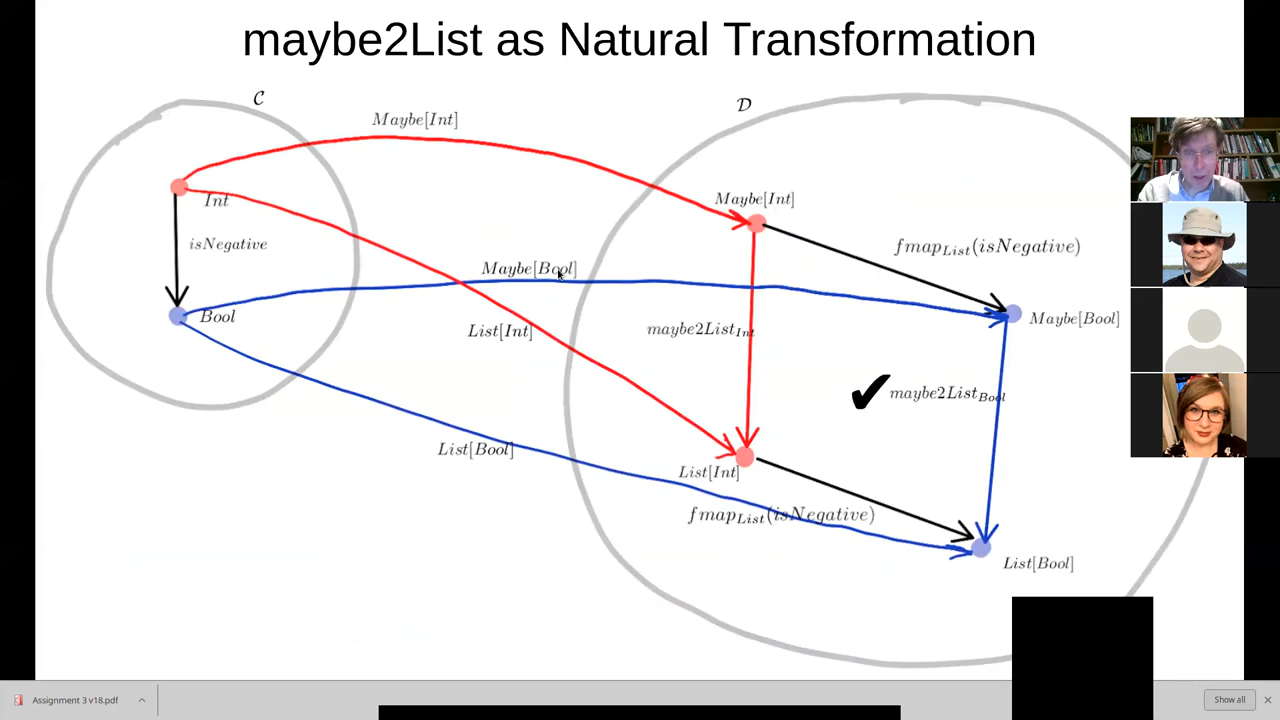 maybe2List as Natural Transformation
C
D
Maybe[Int]
Int
isNegative
Maybe[Int]
fmap_List(isNegative)
Maybe[Bool]
Bool
List[Int]
maybe2List_Int
Maybe[Bool]
✔
maybe2List_Bool
List[Bool]
List[Int]
fmap_List(isNegative)
List[Bool]
Assignment 3 v18.pdf
Show all